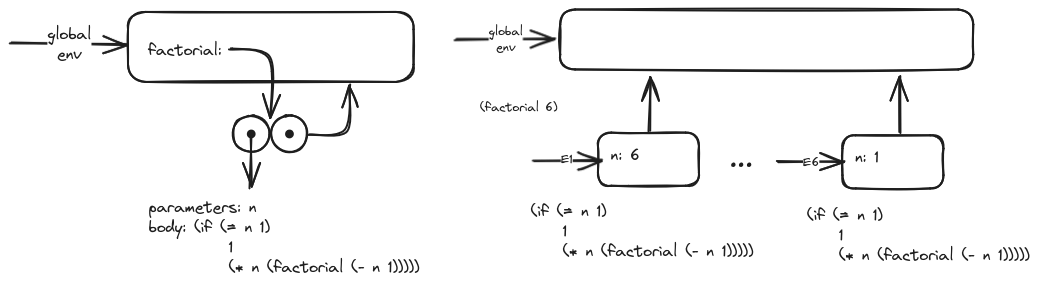 global
env
factorial:
parameters: n
body: (if (= n 1)
1
(* n (factorial (- n 1)))))
global
env
(factorial 6)
E1
n: 6
...
E6
n: 1
(if (= n 1)
1
(* n (factorial (- n 1)))))
(if (= n 1)
1
(* n (factorial (- n 1)))))